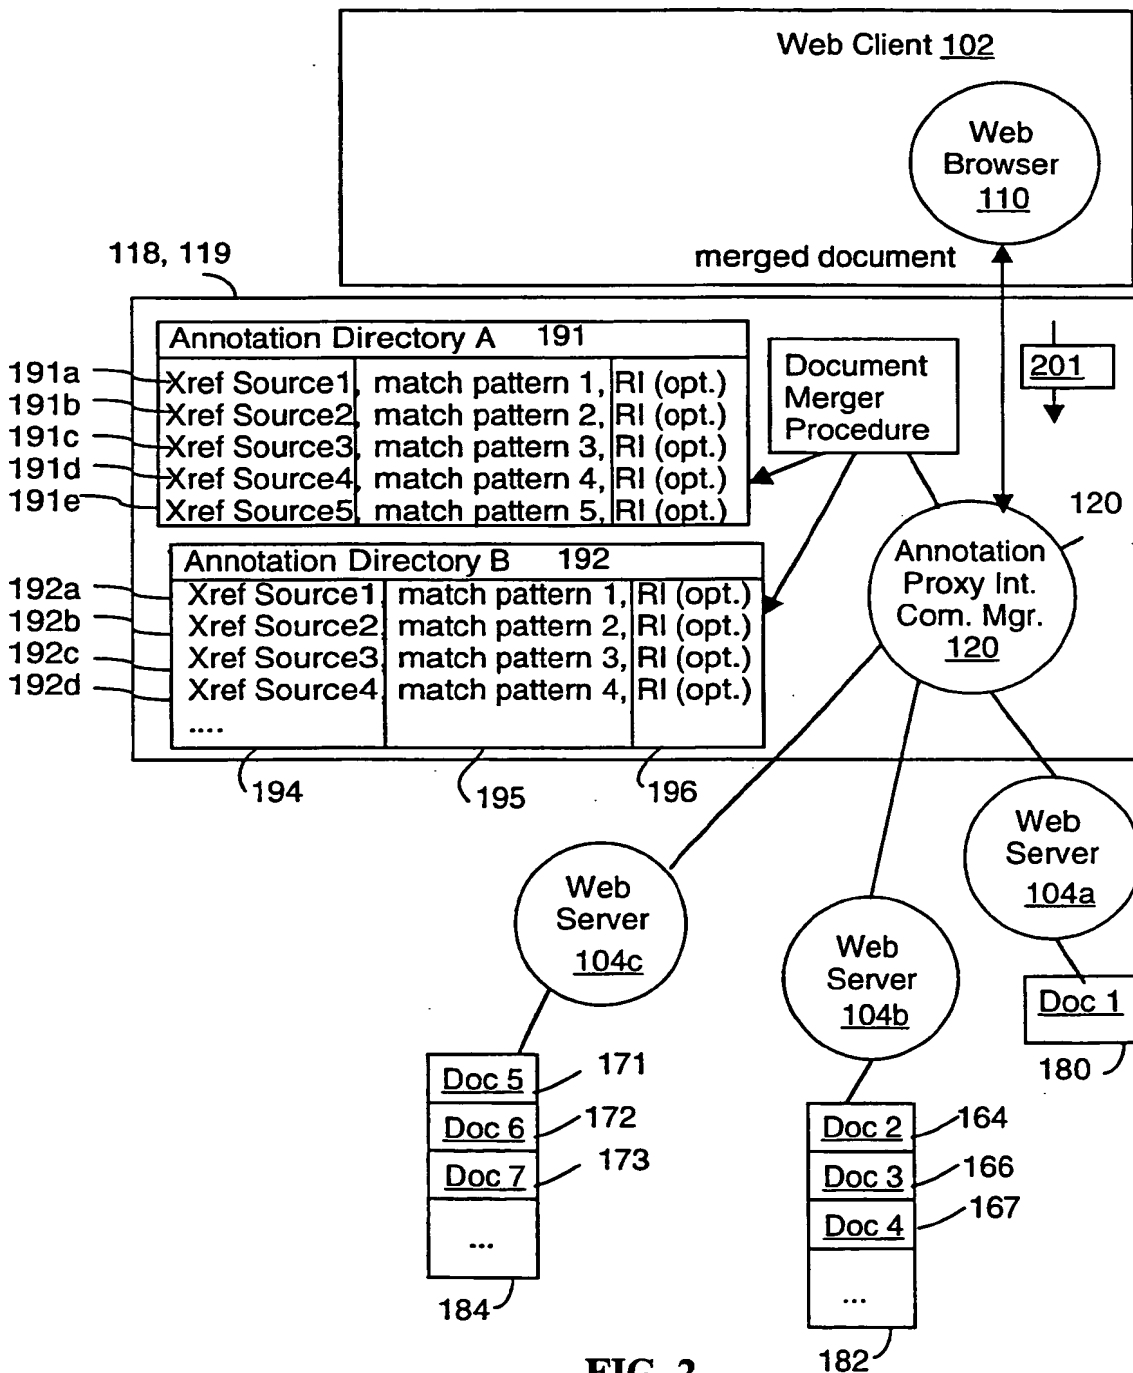 Web Client 102
Web
Browser
110
merged document
118, 119
Annotation Directory A 191
191a Xref Source1, match pattern 1, RI (opt.)
191b Xref Source2, match pattern 2, RI (opt.)
191c Xref Source3, match pattern 3, RI (opt.)
191d Xref Source4, match pattern 4, RI (opt.)
191e Xref Source5, match pattern 5, RI (opt.)
Document
Merger
Procedure
201
120
Annotation
Proxy Int.
Com. Mgr.
120
Annotation Directory B 192
192a Xref Source1, match pattern 1, RI (opt.)
192b Xref Source2, match pattern 2, RI (opt.)
192c Xref Source3, match pattern 3, RI (opt.)
192d Xref Source4, match pattern 4, RI (opt.)
....
194 195 196
Web
Server
104a
Web
Server
104c
Web
Server
104b
Doc 1
180
Doc 5 171
Doc 6 172
Doc 7 173
...
184
Doc 2 164
Doc 3 166
Doc 4 167
...
182
FIG. 2